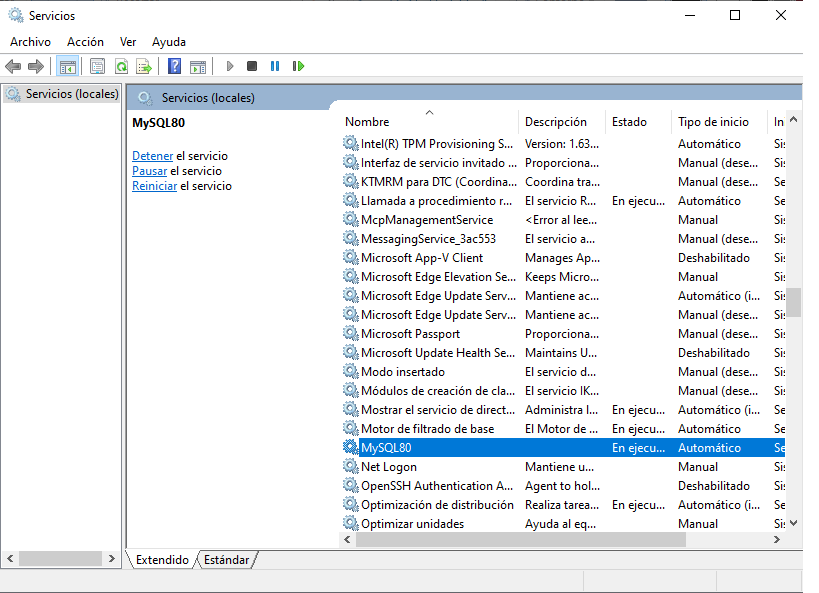 Servicios
Archivo Acción Ver Ayuda
Servicios (locales)
Servicios (locales)
MySQL80
Detener el servicio
Pausar el servicio
Reiniciar el servicio
Nombre Descripción Estado Tipo de inicio In
Intel(R) TPM Provisioning S... Version: 1.63... Automático Sis
Interfaz de servicio invitado ... Proporciona... Manual (dese... Sis
KTMRM para DTC (Coordina... Coordina tra... Manual (dese... Se
Llamada a procedimiento r... El servicio R... En ejecu... Automático Se
McpManagementService <Error al lee... Manual Sis
MessagingService_3ac553 El servicio a... Manual (dese... Sis
Microsoft App-V Client Manages Ap... Deshabilitado Sis
Microsoft Edge Elevation Se... Keeps Micro... Manual Sis
Microsoft Edge Update Serv... Mantiene ac... Automático (i... Sis
Microsoft Edge Update Serv... Mantiene ac... Manual (dese... Sis
Microsoft Passport Proporciona... Manual (dese... Sis
Microsoft Update Health Se... Maintains U... Deshabilitado Sis
Modo insertado El servicio d... Manual (dese... Sis
Módulos de creación de cla... El servicio IK... Manual (dese... Sis
Mostrar el servicio de direct... Administra l... En ejecu... Automático (i... Se
Motor de filtrado de base El Motor de ... En ejecu... Automático Se
MySQL80 En ejecu... Automático Se
Net Logon Mantiene u... Manual Sis
OpenSSH Authentication A... Agent to hol... Deshabilitado Sis
Optimización de distribución Realiza tarea... En ejecu... Automático (i... Se
Optimizar unidades Ayuda al eq... Manual Sis
Extendido Estándar